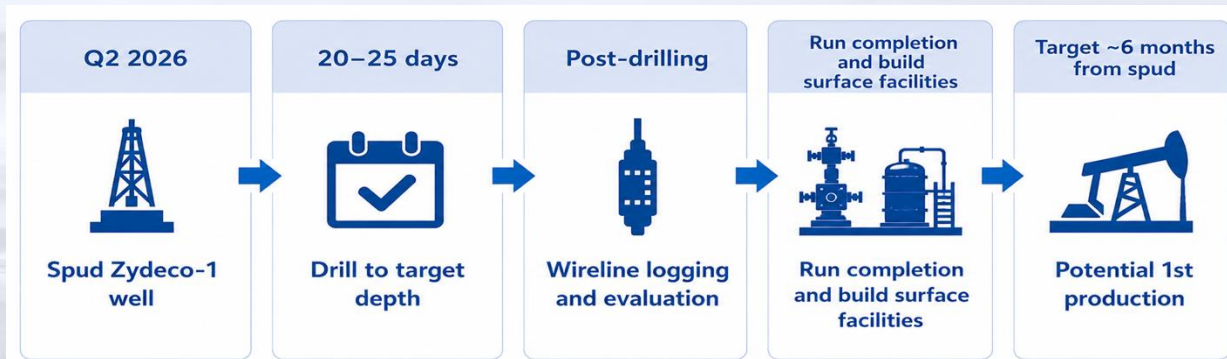 Q2 2026
Spud Zydeco-1
well
20–25 days
Drill to target
depth
Post-drilling
Wireline logging
and evaluation
Run completion
and build
surface facilities
Run completion
and build surface
facilities
Target ~6 months
from spud
Potential 1st
production